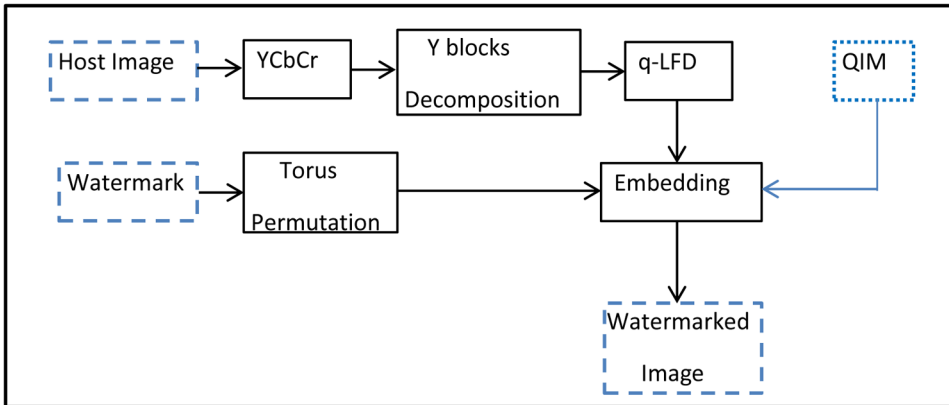 Host Image
YCbCr
Y blocks
Decomposition
q-LFD
QIM
Watermark
Torus
Permutation
Embedding
Watermarked
Image